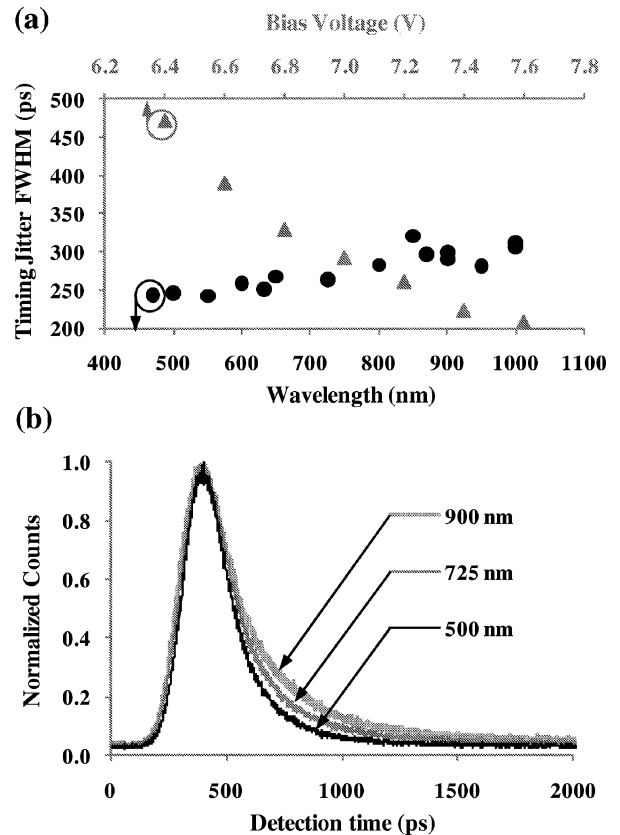 (a)
Bias Voltage (V)
6.2 6.4 6.6 6.8 7.0 7.2 7.4 7.6 7.8
Timing Jitter FWHM (ps)
500
450
400
350
300
250
200
400 500 600 700 800 900 1000 1100
Wavelength (nm)
(b)
Normalized Counts
1.0
0.8
0.6
0.4
0.2
0.0
900 nm
725 nm
500 nm
0 500 1000 1500 2000
Detection time (ps)